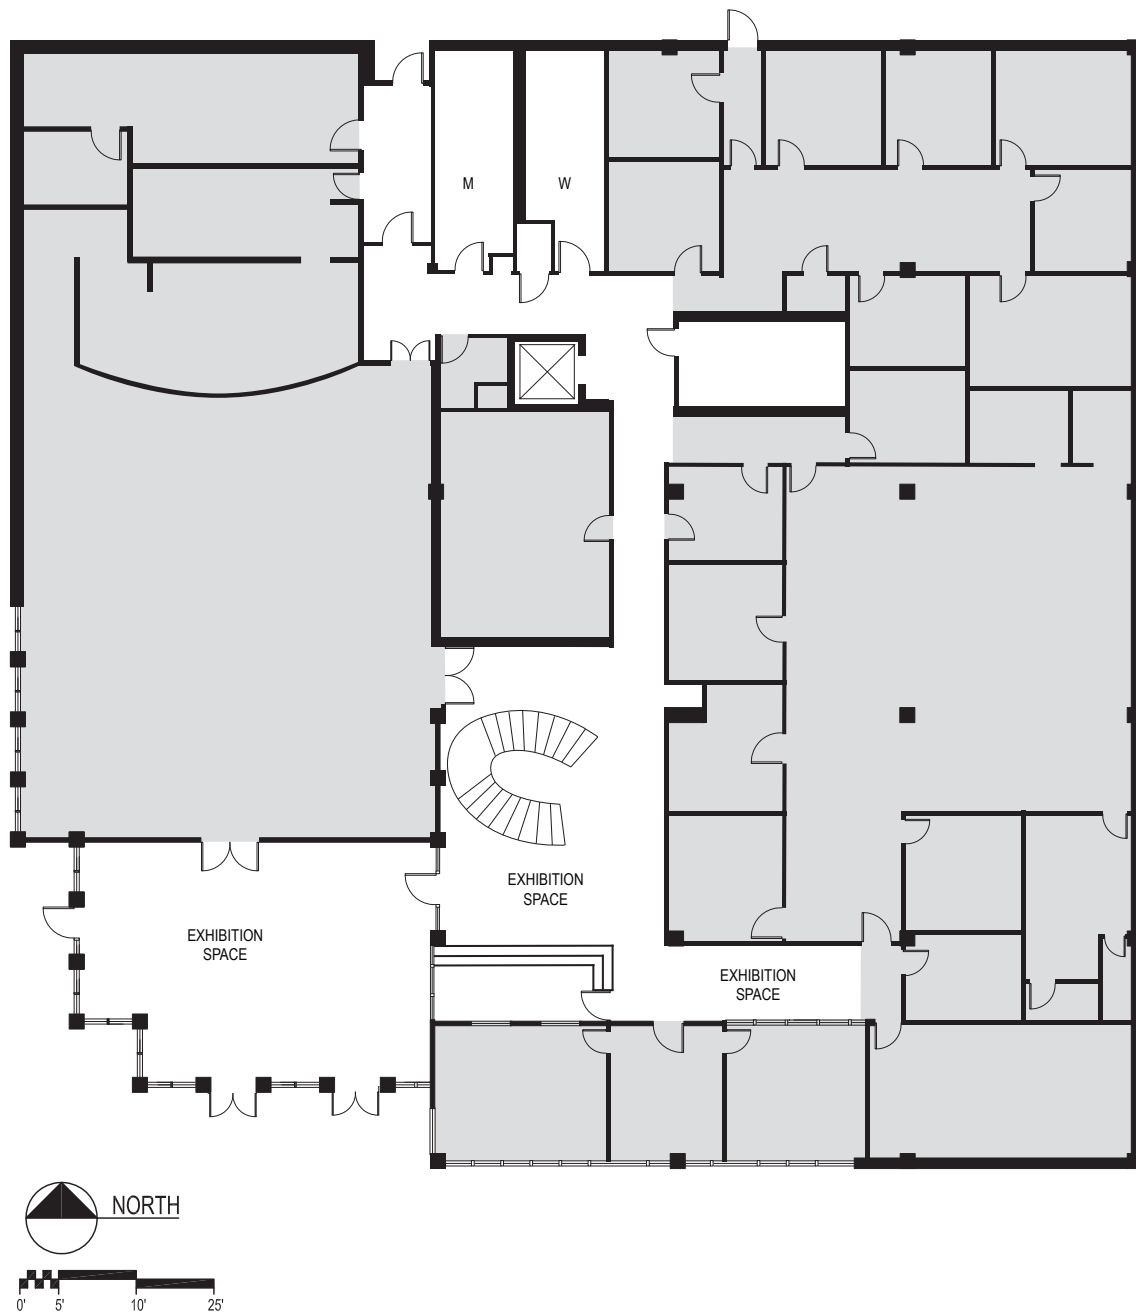 M
W
EXHIBITION
SPACE
EXHIBITION
SPACE
EXHIBITION
SPACE
NORTH
0' 5' 10' 25'